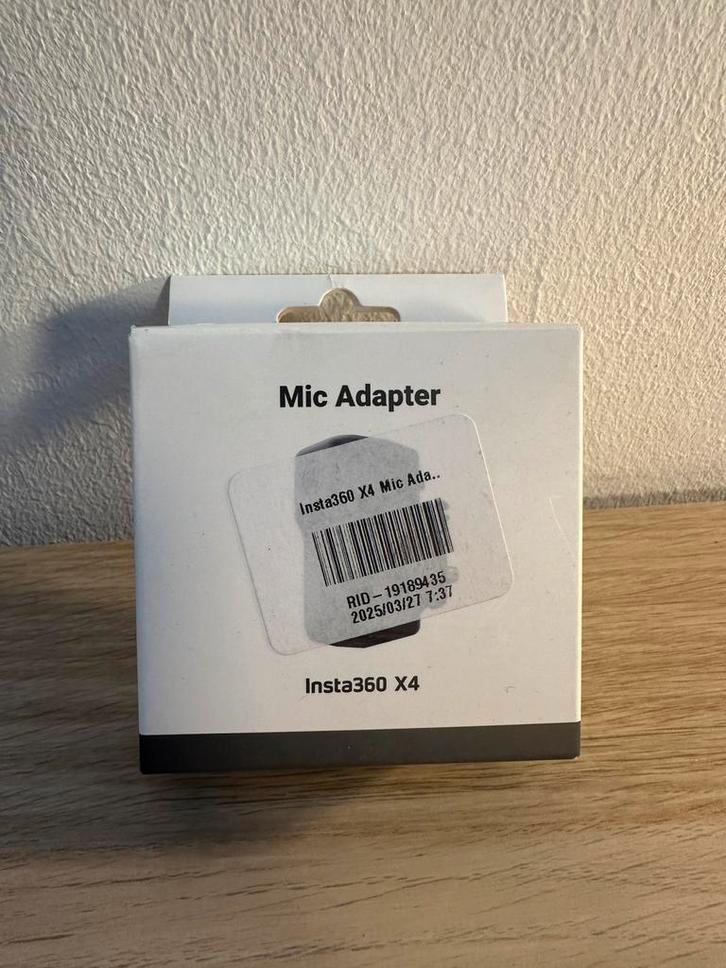 Mic Adapter
Insta360 X4 Mic Ada..
RID-19189435
2025/03/27 7:37
Insta360 X4